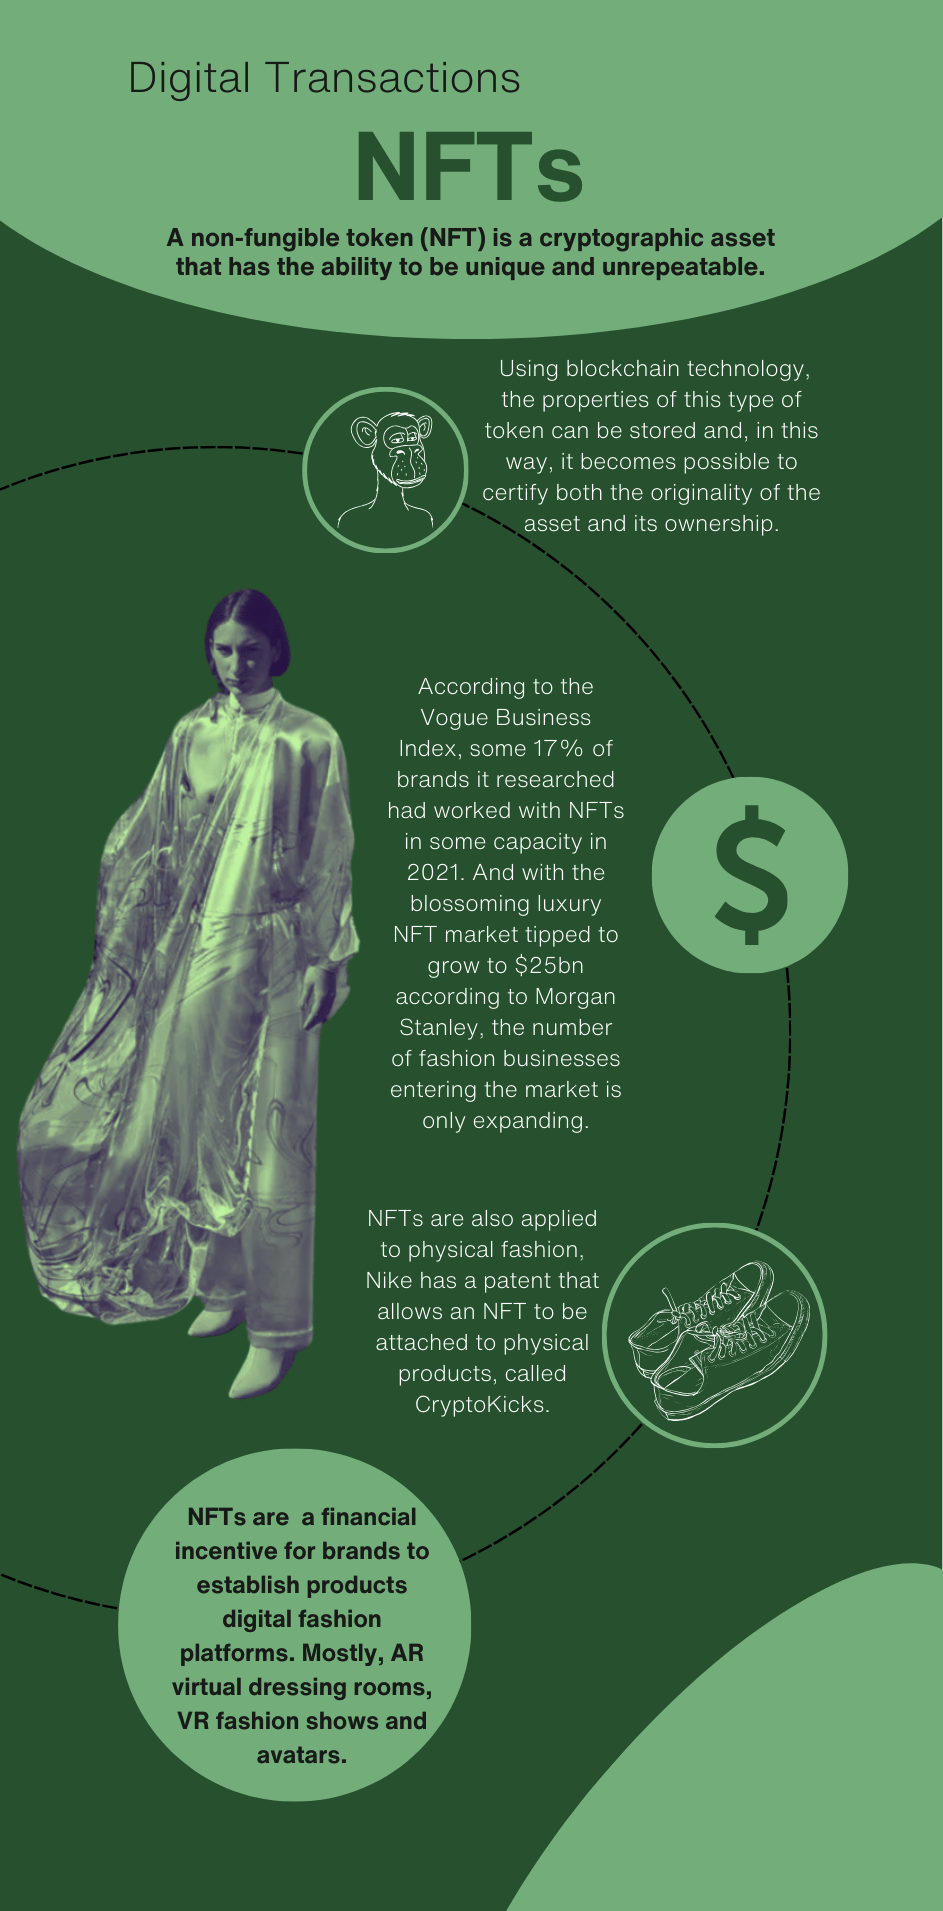 Digital Transactions
NFTs
A non-fungible token (NFT) is a cryptographic asset
that has the ability to be unique and unrepeatable.
Using blockchain technology,
the properties of this type of
token can be stored and, in this
way, it becomes possible to
certify both the originality of the
asset and its ownership.
According to the
Vogue Business
Index, some 17% of
brands it researched
had worked with NFTs
in some capacity in
2021. And with the
blossoming luxury
NFT market tipped to
grow to $25bn
according to Morgan
Stanley, the number
of fashion businesses
entering the market is
only expanding.
$
NFTs are also applied
to physical fashion,
Nike has a patent that
allows an NFT to be
attached to physical
products, called
CryptoKicks.
NFTs are  a financial
incentive for brands to
establish products
digital fashion
platforms. Mostly, AR
virtual dressing rooms,
VR fashion shows and
avatars.